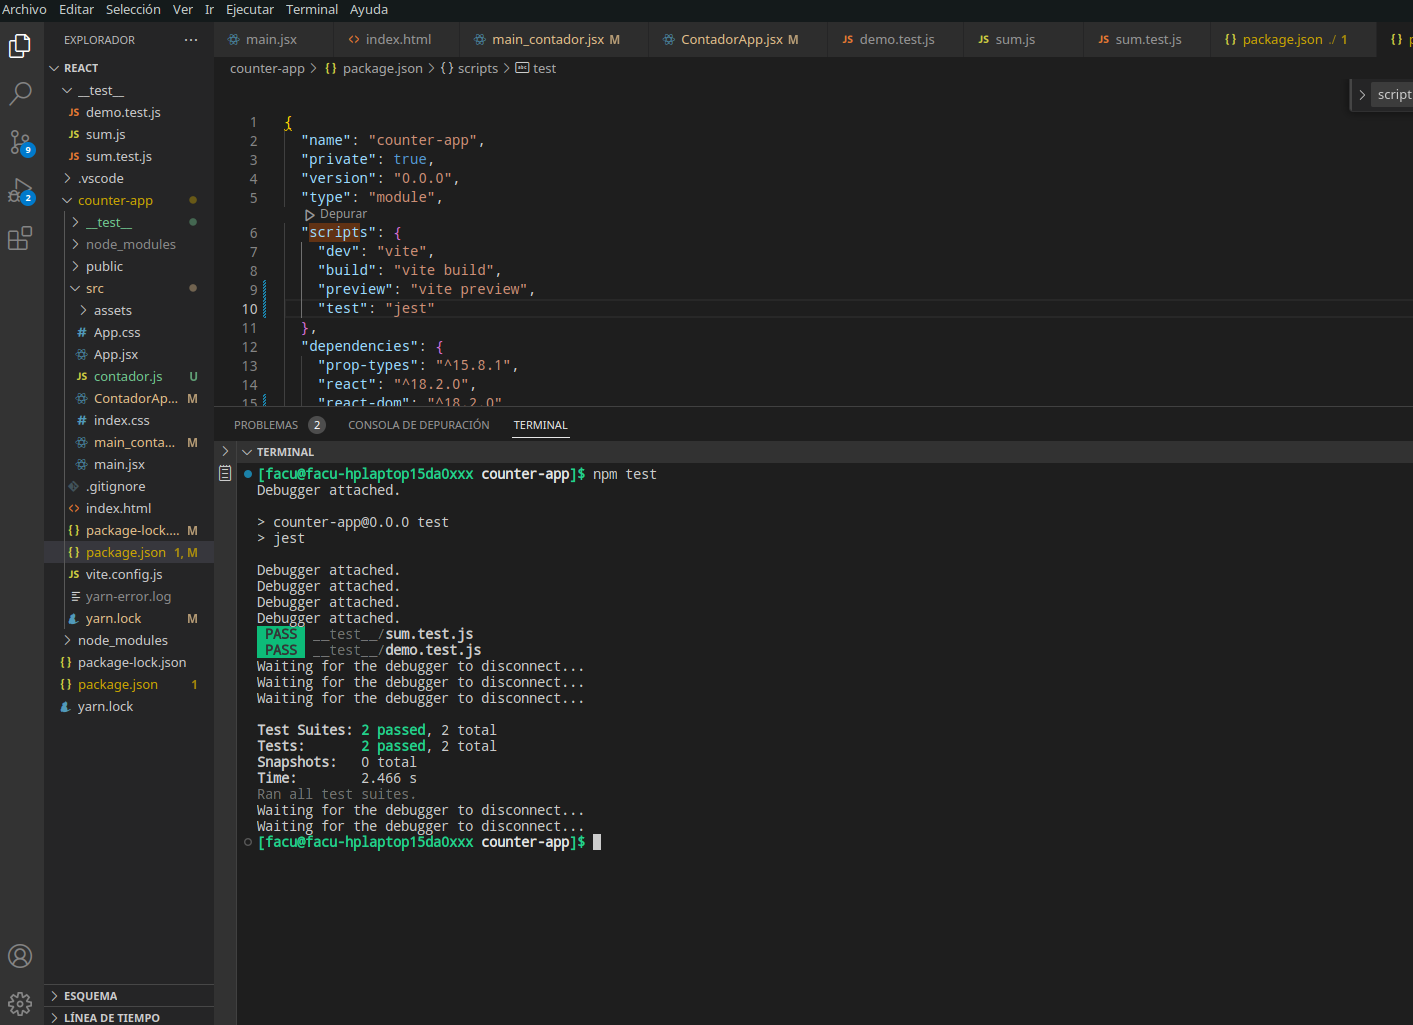 Archivo Editar Selección Ver Ir Ejecutar Terminal Ayuda
EXPLORADOR ···
REACT
__test__
JS demo.test.js
JS sum.js
JS sum.test.js
.vscode
counter-app
__test__
node_modules
public
src
assets
# App.css
App.jsx
JS contador.js U
ContadorAp... M
# index.css
main_conta... M
main.jsx
.gitignore
<> index.html
{} package-lock.... M
{} package.json 1, M
JS vite.config.js
yarn-error.log
yarn.lock M
node_modules
{} package-lock.json
{} package.json 1
yarn.lock
ESQUEMA
LÍNEA DE TIEMPO
9
2
main.jsx <> index.html main_contador.jsx M ContadorApp.jsx M JS demo.test.js JS sum.js JS sum.test.js {} package.json ./ 1 {}
counter-app > {} package.json > {} scripts > abc test
> script
1 {
2 "name": "counter-app",
3 "private": true,
4 "version": "0.0.0",
5 "type": "module",
Depurar
6 "scripts": {
7 "dev": "vite",
8 "build": "vite build",
9 "preview": "vite preview",
10 "test": "jest"
11 },
12 "dependencies": {
13 "prop-types": "^15.8.1",
14 "react": "^18.2.0",
15 "react-dom": "^18.2.0"
PROBLEMAS 2 CONSOLA DE DEPURACIÓN TERMINAL
TERMINAL
[facu@facu-hplaptop15da0xxx counter-app]$ npm test
Debugger attached.
> counter-app@0.0.0 test
> jest
Debugger attached.
Debugger attached.
Debugger attached.
Debugger attached.
PASS __test__/sum.test.js
PASS __test__/demo.test.js
Waiting for the debugger to disconnect...
Waiting for the debugger to disconnect...
Waiting for the debugger to disconnect...
Test Suites: 2 passed, 2 total
Tests: 2 passed, 2 total
Snapshots: 0 total
Time: 2.466 s
Ran all test suites.
Waiting for the debugger to disconnect...
Waiting for the debugger to disconnect...
[facu@facu-hplaptop15da0xxx counter-app]$